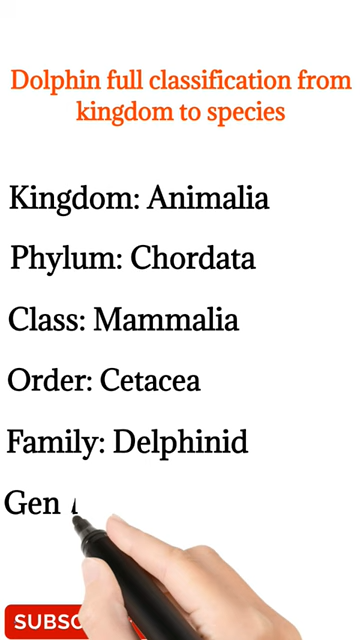 Dolphin full classification from
kingdom to species
Kingdom: Animalia
Phylum: Chordata
Class: Mammalia
Order: Cetacea
Family: Delphinid
Gen
SUBSC